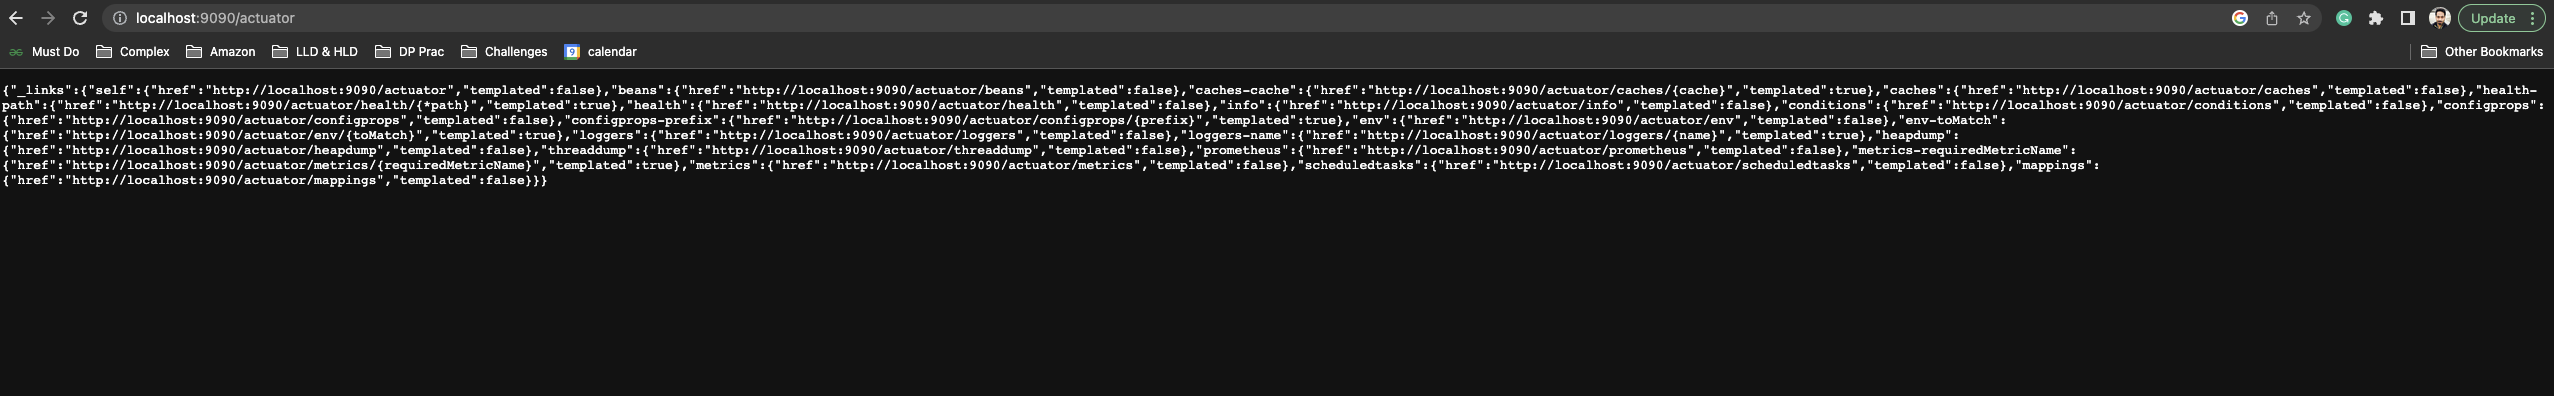 localhost:9090/actuator
Update
Must Do Complex Amazon LLD & HLD DP Prac Challenges 9 calendar Other Bookmarks
{"_links":{"self":{"href":"http://localhost:9090/actuator","templated":false},"beans":{"href":"http://localhost:9090/actuator/beans","templated":false},"caches-cache":{"href":"http://localhost:9090/actuator/caches/{cache}","templated":true},"caches":{"href":"http://localhost:9090/actuator/caches","templated":false},"health-
path":{"href":"http://localhost:9090/actuator/health/{*path}","templated":true},"health":{"href":"http://localhost:9090/actuator/health","templated":false},"info":{"href":"http://localhost:9090/actuator/info","templated":false},"conditions":{"href":"http://localhost:9090/actuator/conditions","templated":false},"configprops":
{"href":"http://localhost:9090/actuator/configprops","templated":false},"configprops-prefix":{"href":"http://localhost:9090/actuator/configprops/{prefix}","templated":true},"env":{"href":"http://localhost:9090/actuator/env","templated":false},"env-toMatch":
{"href":"http://localhost:9090/actuator/env/{toMatch}","templated":true},"loggers":{"href":"http://localhost:9090/actuator/loggers","templated":false},"loggers-name":{"href":"http://localhost:9090/actuator/loggers/{name}","templated":true},"heapdump":
{"href":"http://localhost:9090/actuator/heapdump","templated":false},"threaddump":{"href":"http://localhost:9090/actuator/threaddump","templated":false},"prometheus":{"href":"http://localhost:9090/actuator/prometheus","templated":false},"metrics-requiredMetricName":
{"href":"http://localhost:9090/actuator/metrics/{requiredMetricName}","templated":true},"metrics":{"href":"http://localhost:9090/actuator/metrics","templated":false},"scheduledtasks":{"href":"http://localhost:9090/actuator/scheduledtasks","templated":false},"mappings":
{"href":"http://localhost:9090/actuator/mappings","templated":false}}}